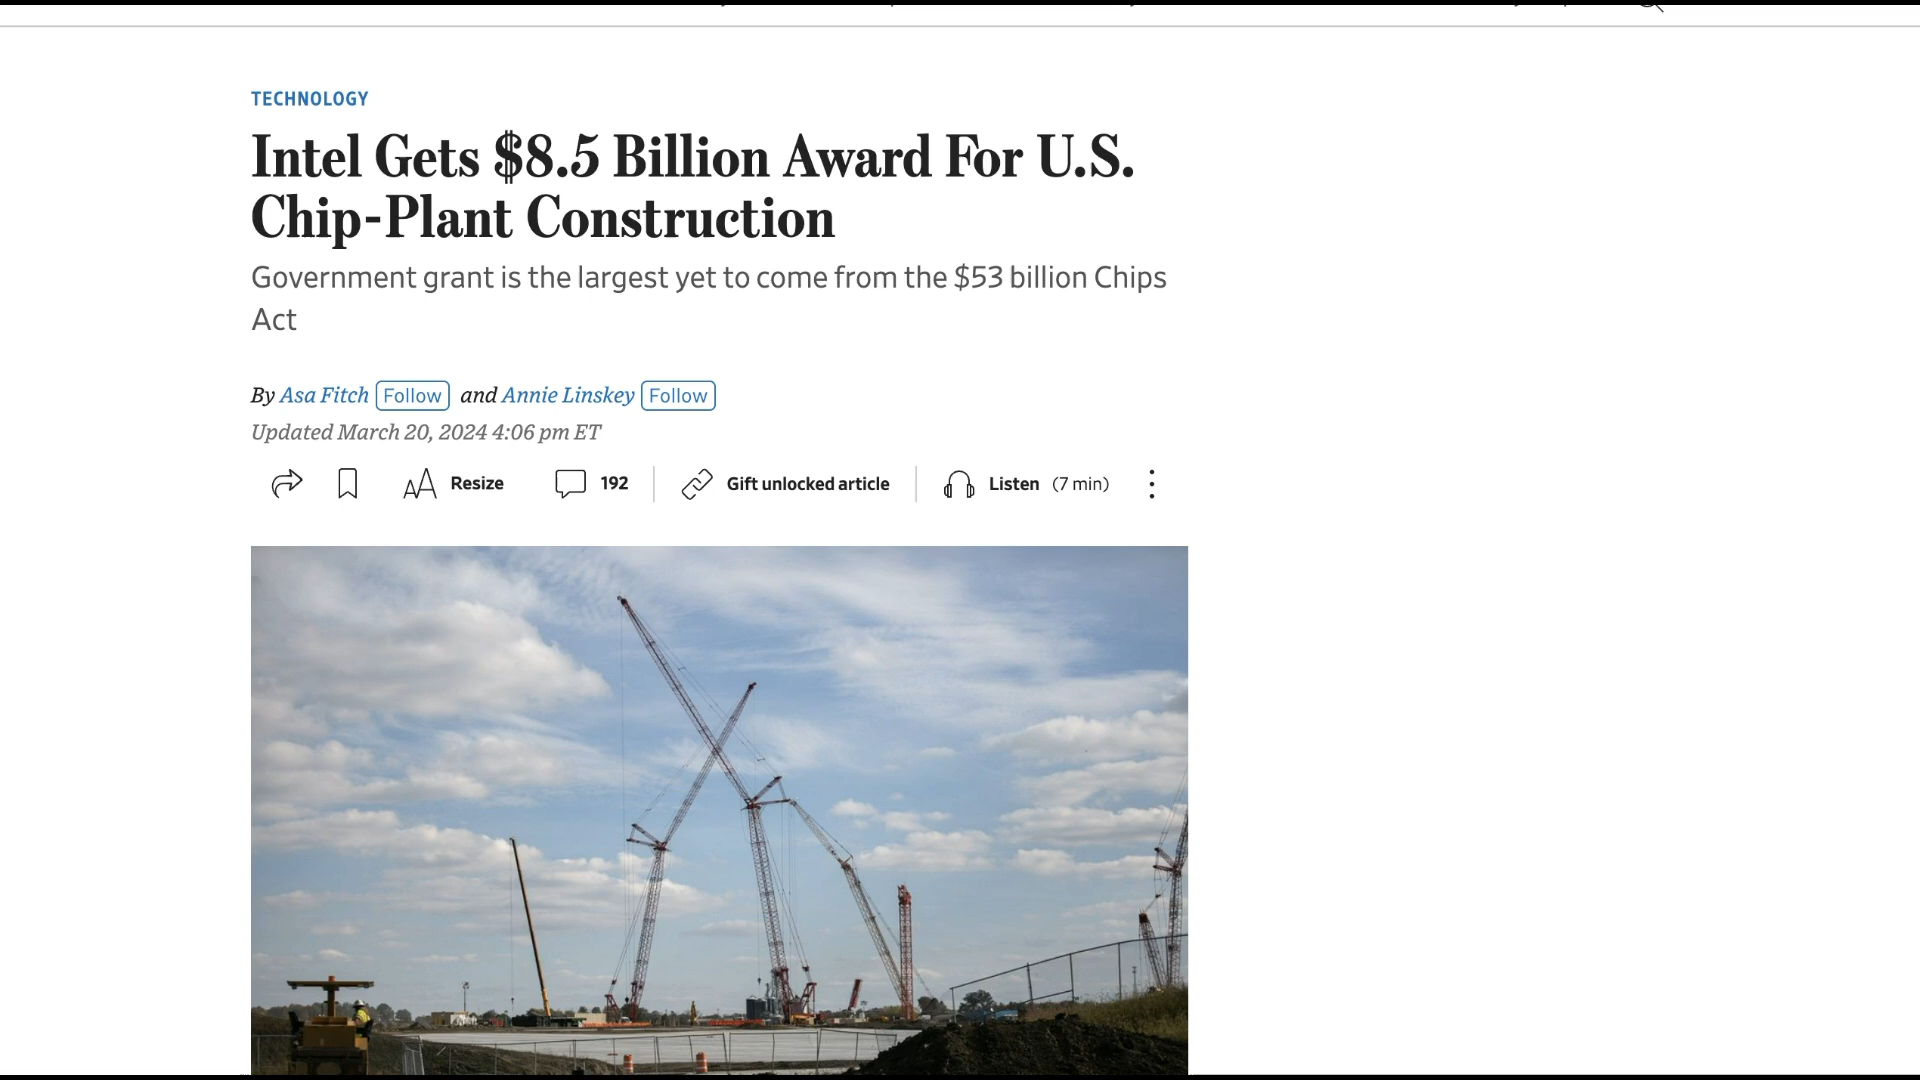 TECHNOLOGY
Intel Gets $8.5 Billion Award For U.S.
Chip-Plant Construction
Government grant is the largest yet to come from the $53 billion Chips
Act
By Asa Fitch Follow and Annie Linskey Follow
Updated March 20, 2024 4:06 pm ET
Resize 192 Gift unlocked article Listen (7 min)